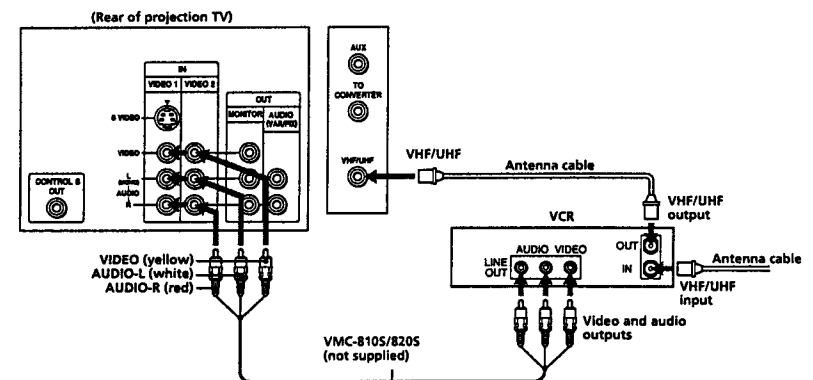 (Rear of projection TV)
IN
VIDEO 1 VIDEO 2
S VIDEO
VIDEO
L
AUDIO
R
OUT
MONITOR
AUDIO
(VAR/FIX)
CONTROL S
OUT
AUX
TO
CONVERTER
VHF/UHF
VHF/UHF
Antenna cable
VHF/UHF
output
VCR
AUDIO VIDEO
LINE
OUT
OUT
IN
Antenna cable
VHF/UHF
input
VIDEO (yellow)
AUDIO-L (white)
AUDIO-R (red)
Video and audio
outputs
VMC-810S/820S
(not supplied)